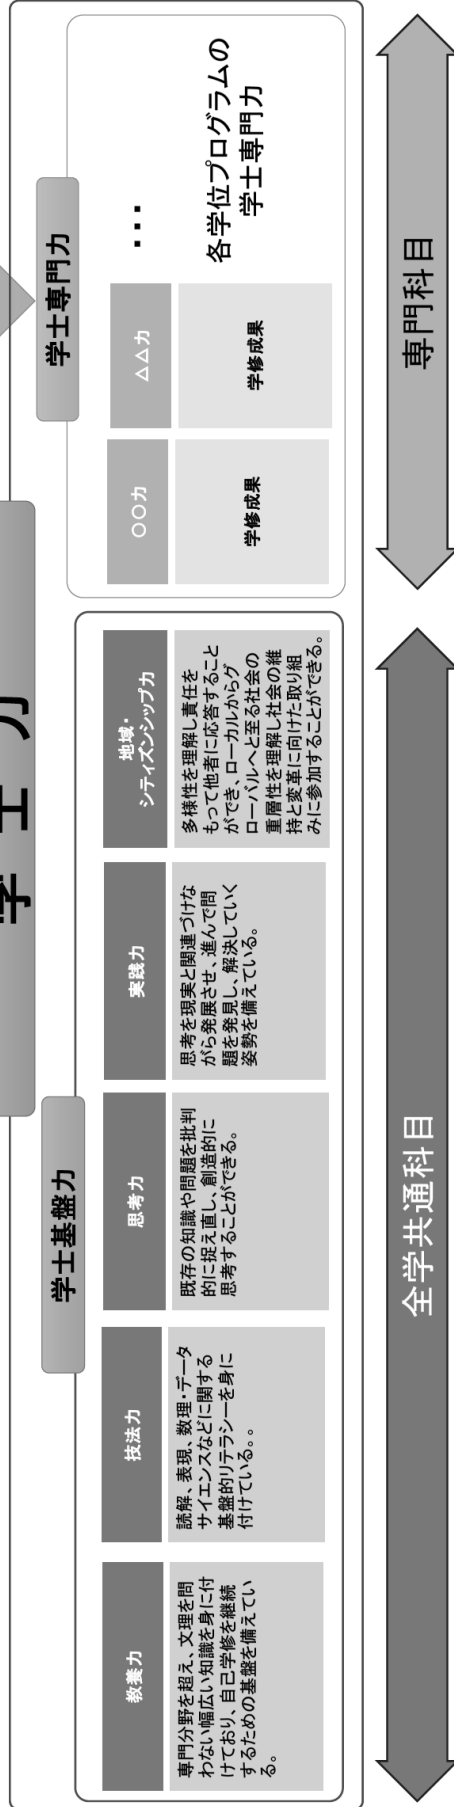 学士力
学士基盤力
学士専門力
教養力
専門分野を超え、文理を問
わない幅広い知識を身に付
けており、自己学修を継続
するための基盤を備えてい
る。
技法力
読解、表現、数理・データ
サイエンスなどに関する
基盤的リテラシーを身に
付けている。。
思考力
既存の知識や問題を批判
的に捉え直し、創造的に
思考することができる。
実践力
思考を現実と関連づけな
がら発展させ、進んで問
題を発見し、解決していく
姿勢を備えている。
地域・
シティズンシップ力
多様性を理解し責任を
もって他者に応答すること
ができ、ローカルからグ
ローバルへと至る社会の
重層性を理解し社会の維
持と変革に向けた取り組
みに参加することができる。
〇〇力
学修成果
△△力
学修成果
・・・
各学位プログラムの
学士専門力
全学共通科目
専門科目